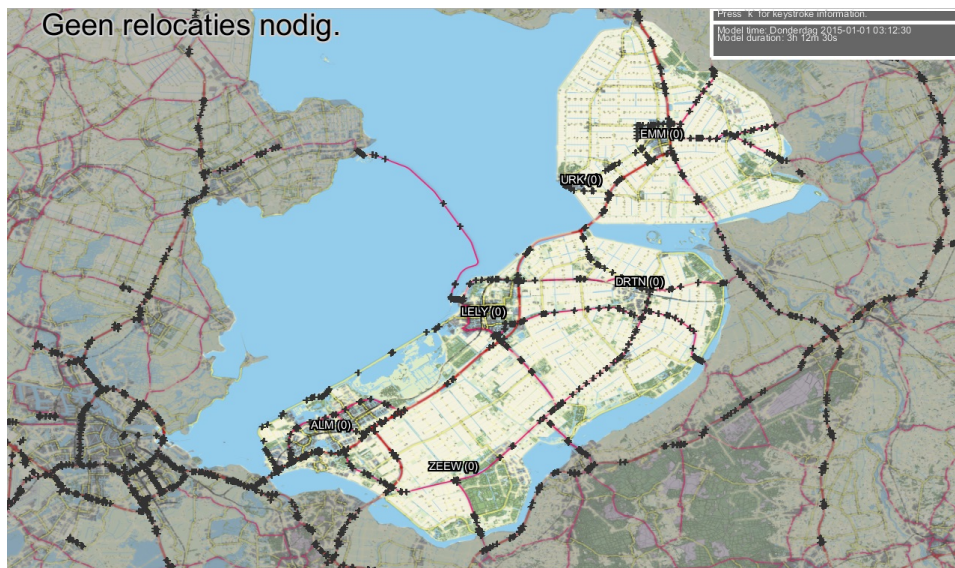 Geen relocaties nodig.
Press `k` for keystroke information.
Model time: Donderdag 2015-01-01 03:12:30
Model duration: 3h 12m 30s
EMM (0)
URK (0)
DRTN (0)
LELY (0)
ALM (0)
ZEEW (0)